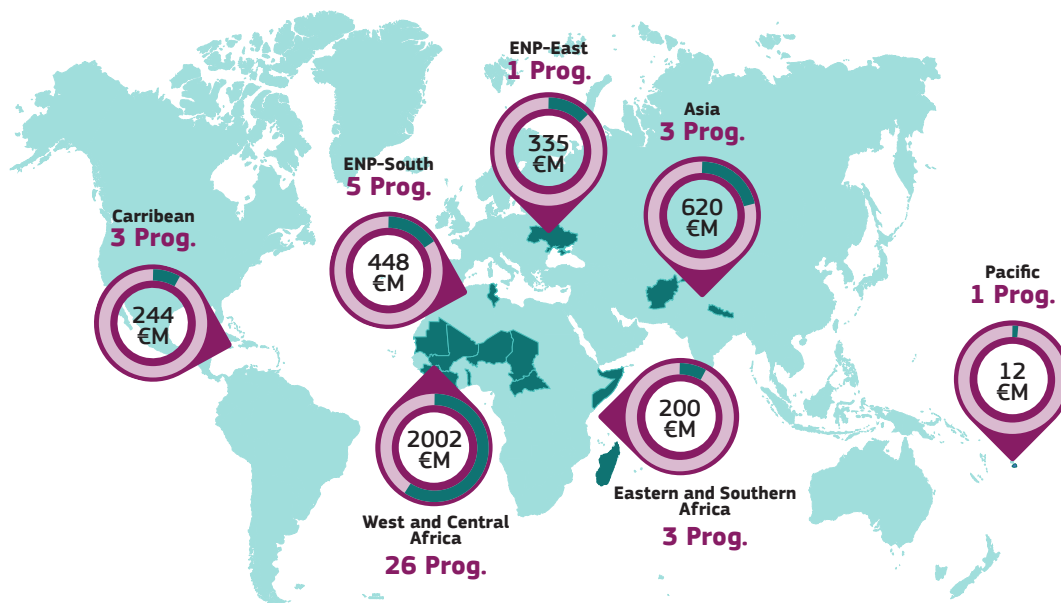 ENP-East
1 Prog.
335
€M
Asia
3 Prog.
620
€M
ENP-South
5 Prog.
448
€M
Carribean
3 Prog.
244
€M
Pacific
1 Prog.
12
€M
2002
€M
West and Central
Africa
26 Prog.
200
€M
Eastern and Southern
Africa
3 Prog.